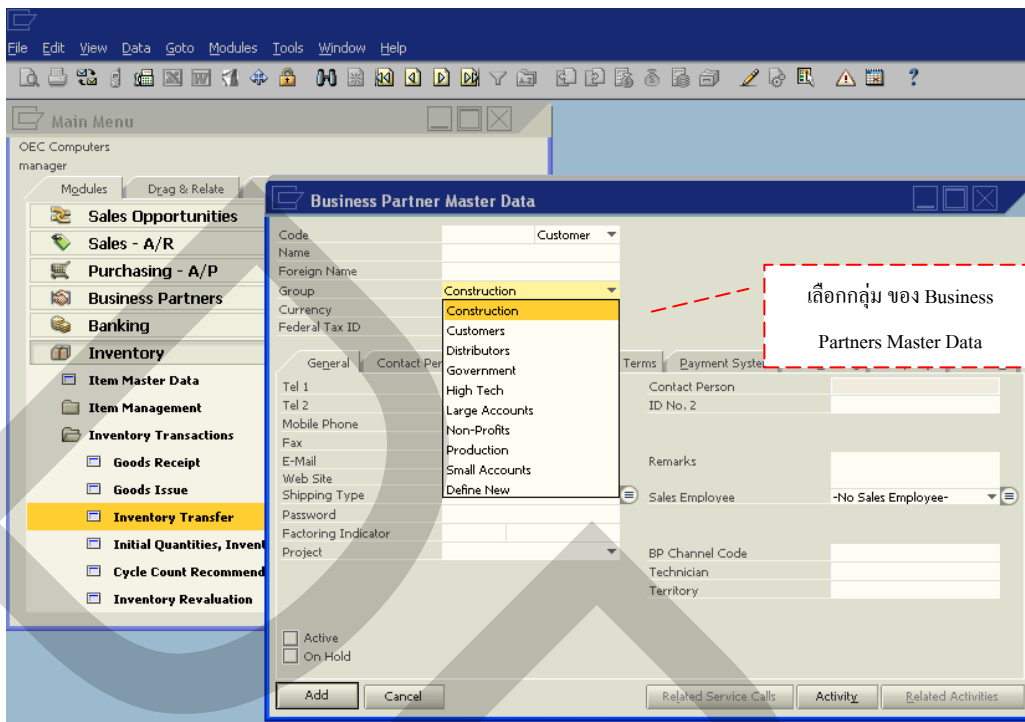 File Edit View Data Goto Modules Tools Window Help
Main Menu
OEC Computers
manager
Modules Drag & Relate
Sales Opportunities
Sales - A/R
Purchasing - A/P
Business Partners
Banking
Inventory
Item Master Data
Item Management
Inventory Transactions
Goods Receipt
Goods Issue
Inventory Transfer
Initial Quantities, Invent
Cycle Count Recommend
Inventory Revaluation
Business Partner Master Data
Code Customer
Name
Foreign Name
Group Construction
Currency
Federal Tax ID
Construction
Customers
Distributors
Government
High Tech
Large Accounts
Non-Profits
Production
Small Accounts
Define New
เลือกกลุ่ม ของ Business
Partners Master Data
General Contact Per Terms Payment Syste
Tel 1
Tel 2
Mobile Phone
Fax
E-Mail
Web Site
Shipping Type
Password
Factoring Indicator
Project
Contact Person
ID No. 2
Remarks
Sales Employee -No Sales Employee-
BP Channel Code
Technician
Territory
Active
On Hold
Add Cancel Related Service Calls Activity Related Activities